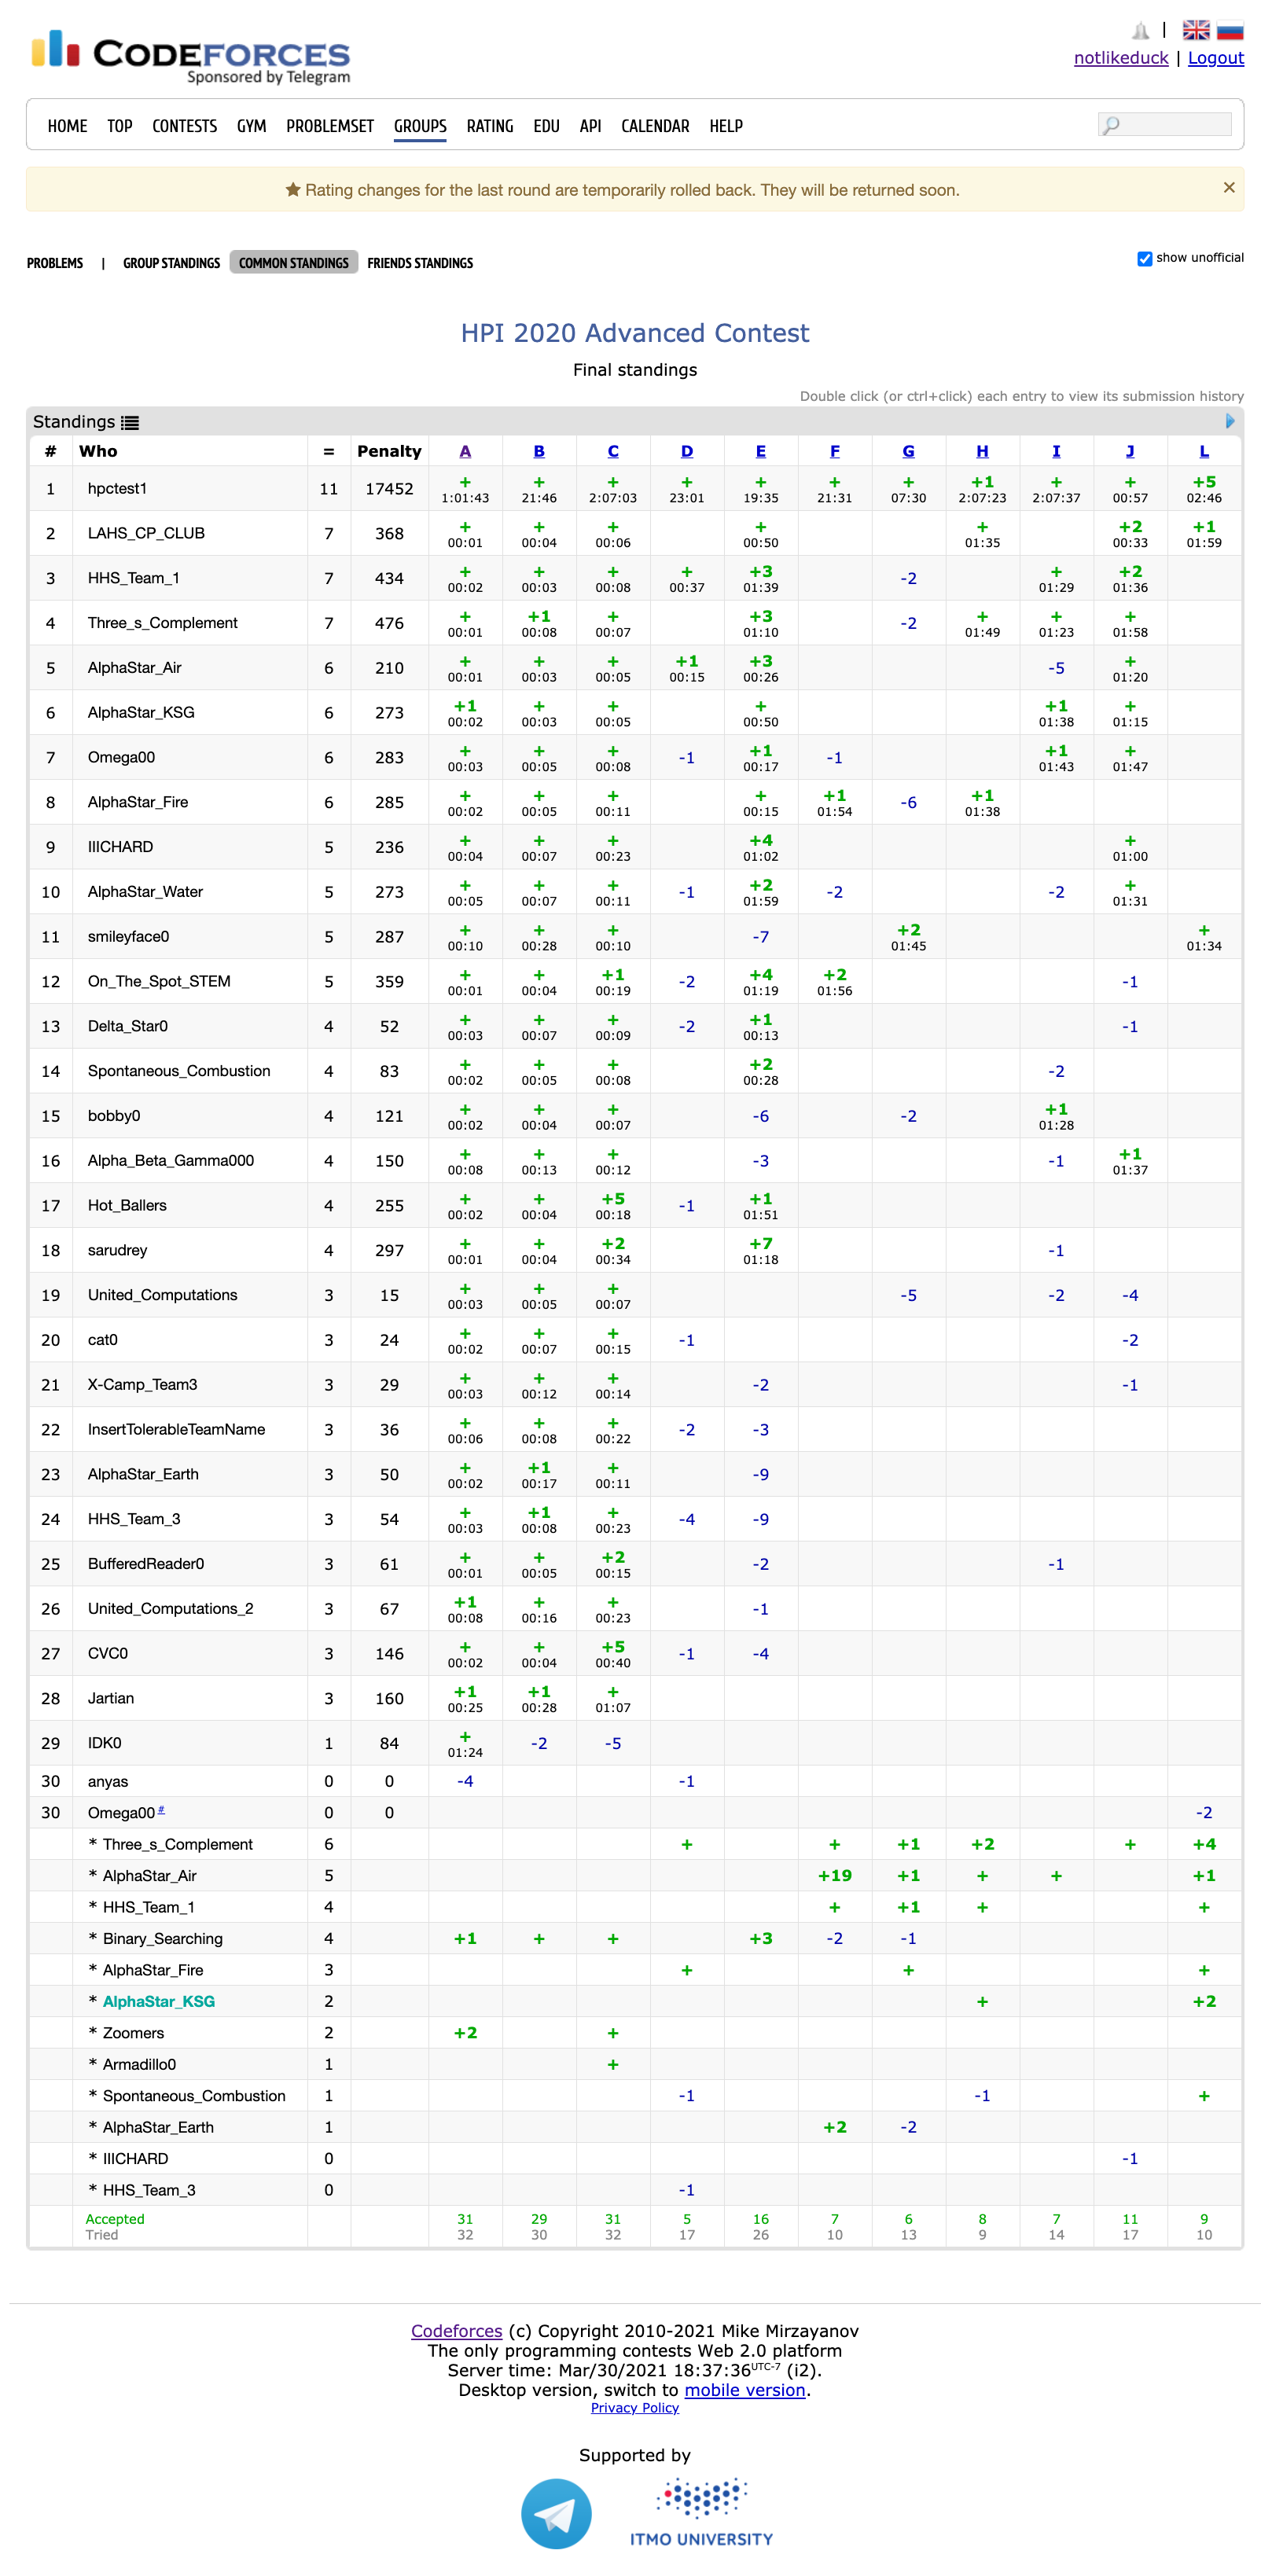 CODEFORCES
Sponsored by Telegram
|
notlikeduck | Logout
HOME TOP CONTESTS GYM PROBLEMSET GROUPS RATING EDU API CALENDAR HELP
★ Rating changes for the last round are temporarily rolled back. They will be returned soon. ×
PROBLEMS | GROUP STANDINGS COMMON STANDINGS FRIENDS STANDINGS show unofficial
HPI 2020 Advanced Contest
Final standings
Double click (or ctrl+click) each entry to view its submission history
Standings
# Who = Penalty A B C D E F G H I J L
1 hpctest1 11 17452 + + + + + + + +1 + + +5
1:01:43 21:46 2:07:03 23:01 19:35 21:31 07:30 2:07:23 2:07:37 00:57 02:46
2 LAHS_CP_CLUB 7 368 + + + + + +2 +1
00:01 00:04 00:06 00:50 01:35 00:33 01:59
3 HHS_Team_1 7 434 + + + + +3 -2 + +2
00:02 00:03 00:08 00:37 01:39 01:29 01:36
4 Three_s_Complement 7 476 + +1 + +3 -2 + + +
00:01 00:08 00:07 01:10 01:49 01:23 01:58
5 AlphaStar_Air 6 210 + + + +1 +3 -5 +
00:01 00:03 00:05 00:15 00:26 01:20
6 AlphaStar_KSG 6 273 +1 + + + +1 +
00:02 00:03 00:05 00:50 01:38 01:15
7 Omega00 6 283 + + + -1 +1 -1 +1 +
00:03 00:05 00:08 00:17 01:43 01:47
8 AlphaStar_Fire 6 285 + + + + +1 -6 +1
00:02 00:05 00:11 00:15 01:54 01:38
9 IIICHARD 5 236 + + + +4 +
00:04 00:07 00:23 01:02 01:00
10 AlphaStar_Water 5 273 + + + -1 +2 -2 -2 +
00:05 00:07 00:11 01:59 01:31
11 smileyface0 5 287 + + + -7 +2 +
00:10 00:28 00:10 01:45 01:34
12 On_The_Spot_STEM 5 359 + + +1 -2 +4 +2 -1
00:01 00:04 00:19 01:19 01:56
13 Delta_Star0 4 52 + + + -2 +1 -1
00:03 00:07 00:09 00:13
14 Spontaneous_Combustion 4 83 + + + +2 -2
00:02 00:05 00:08 00:28
15 bobby0 4 121 + + + -6 -2 +1
00:02 00:04 00:07 01:28
16 Alpha_Beta_Gamma000 4 150 + + + -3 -1 +1
00:08 00:13 00:12 01:37
17 Hot_Ballers 4 255 + + +5 -1 +1
00:02 00:04 00:18 01:51
18 sarudrey 4 297 + + +2 +7 -1
00:01 00:04 00:34 01:18
19 United_Computations 3 15 + + + -5 -2 -4
00:03 00:05 00:07
20 cat0 3 24 + + + -1 -2
00:02 00:07 00:15
21 X-Camp_Team3 3 29 + + + -2 -1
00:03 00:12 00:14
22 InsertTolerableTeamName 3 36 + + + -2 -3
00:06 00:08 00:22
23 AlphaStar_Earth 3 50 + +1 + -9
00:02 00:17 00:11
24 HHS_Team_3 3 54 + +1 + -4 -9
00:03 00:08 00:23
25 BufferedReader0 3 61 + + +2 -2 -1
00:01 00:05 00:15
26 United_Computations_2 3 67 +1 + + -1
00:08 00:16 00:23
27 CVC0 3 146 + + +5 -1 -4
00:02 00:04 00:40
28 Jartian 3 160 +1 +1 +
00:25 00:28 01:07
29 IDK0 1 84 + -2 -5
01:24
30 anyas 0 0 -4 -1
30 Omega00 # 0 0 -2
* Three_s_Complement 6 + + +1 +2 + +4
* AlphaStar_Air 5 +19 +1 + + +1
* HHS_Team_1 4 + +1 + +
* Binary_Searching 4 +1 + + +3 -2 -1
* AlphaStar_Fire 3 + + +
* AlphaStar_KSG 2 + +2
* Zoomers 2 +2 +
* Armadillo0 1 +
* Spontaneous_Combustion 1 -1 -1 +
* AlphaStar_Earth 1 +2 -2
* IIICHARD 0 -1
* HHS_Team_3 0 -1
Accepted 31 29 31 5 16 7 6 8 7 11 9
Tried 32 30 32 17 26 10 13 9 14 17 10
Codeforces (c) Copyright 2010-2021 Mike Mirzayanov
The only programming contests Web 2.0 platform
Server time: Mar/30/2021 18:37:36UTC-7 (i2).
Desktop version, switch to mobile version.
Privacy Policy
Supported by
ITMO UNIVERSITY